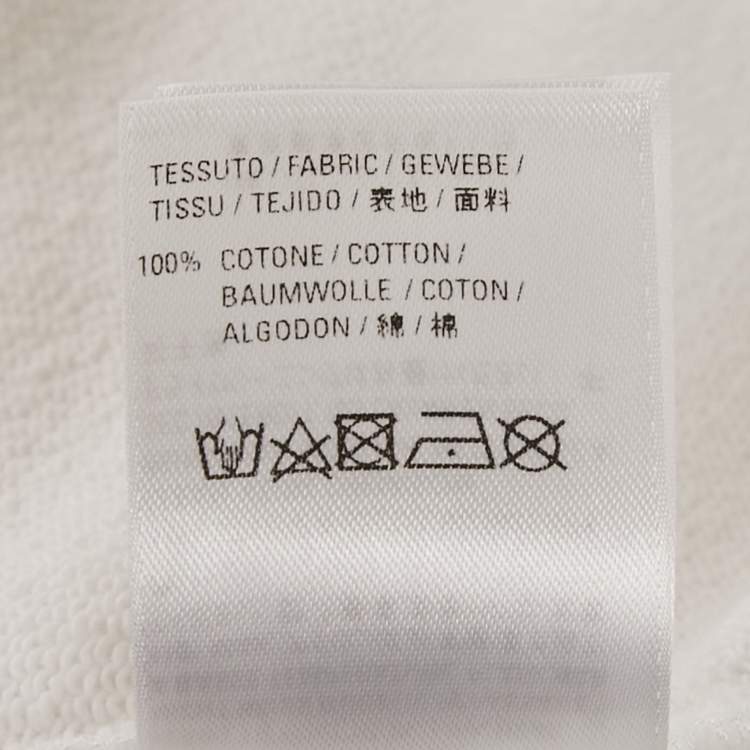 TESSUTO / FABRIC / GEWEBE /
TISSU / TEJIDO / 表地 / 面料
100% COTONE / COTTON /
BAUMWOLLE / COTON /
ALGODON / 綿 / 棉